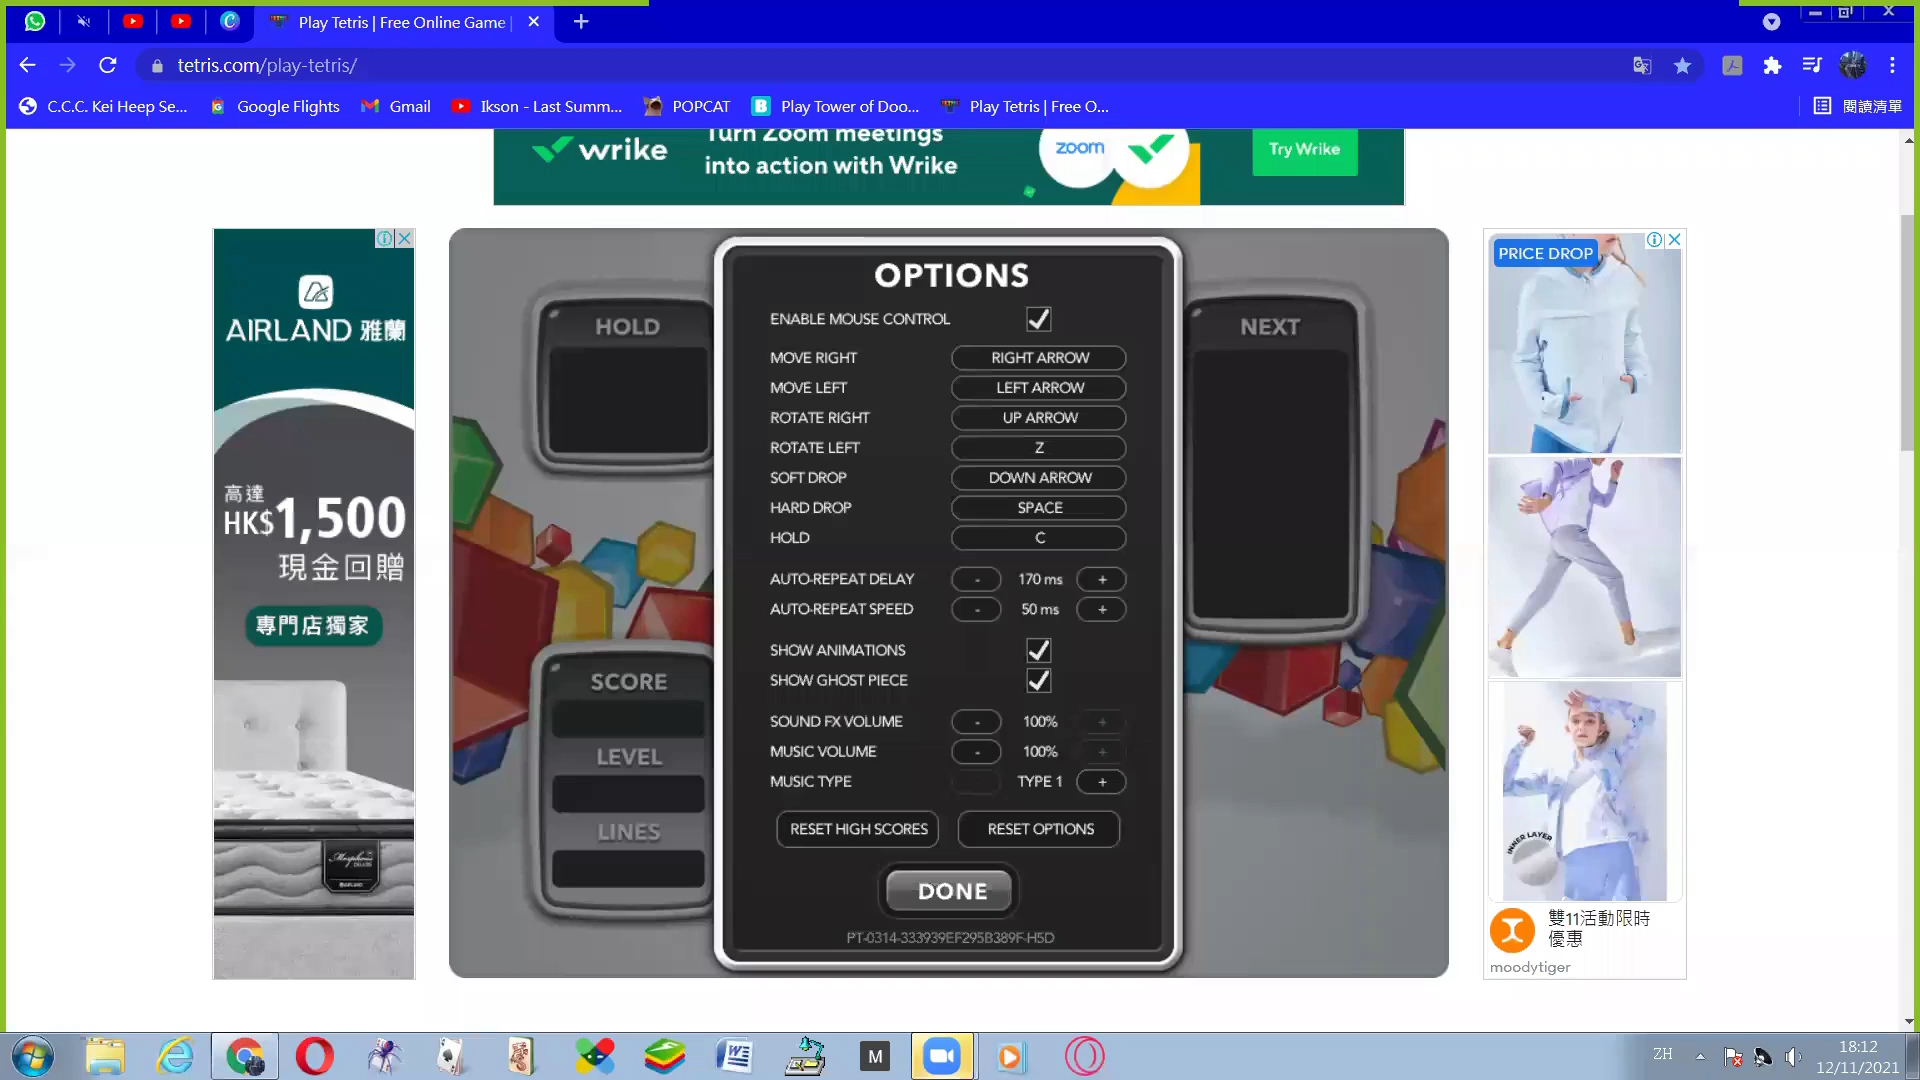 Play Tetris | Free Online Game |
tetris.com/play-tetris/
C.C.C. Kei Heep Se...
Google Flights
Gmail
Ikson - Last Summ...
POPCAT
Play Tower of Doo...
Play Tetris | Free O...
閱讀清單
wrike
Turn Zoom meetings
into action with Wrike
zoom
Try Wrike
AIRLAND 雅蘭
高達
HK$1,500
現金回贈
專門店獨家
HOLD
SCORE
LEVEL
LINES
OPTIONS
ENABLE MOUSE CONTROL
MOVE RIGHT RIGHT ARROW
MOVE LEFT LEFT ARROW
ROTATE RIGHT UP ARROW
ROTATE LEFT Z
SOFT DROP DOWN ARROW
HARD DROP SPACE
HOLD C
AUTO-REPEAT DELAY - 170 ms +
AUTO-REPEAT SPEED - 50 ms +
SHOW ANIMATIONS
SHOW GHOST PIECE
SOUND FX VOLUME - 100% +
MUSIC VOLUME - 100% +
MUSIC TYPE TYPE 1 +
RESET HIGH SCORES RESET OPTIONS
DONE
PT-0314-333939EF295B389F-H5D
NEXT
PRICE DROP
INNER LAYER
雙11活動限時
優惠
moodytiger
M
ZH
18:12
12/11/2021